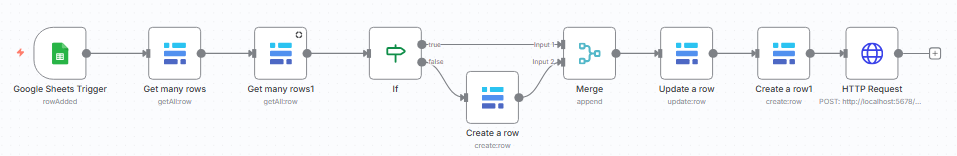 true
Input 1
false
Input 2
Google Sheets Trigger
rowAdded
Get many rows
getAll:row
Get many rows1
getAll:row
If
Merge
append
Update a row
update:row
Create a row1
create:row
HTTP Request
POST: http://localhost:5678/...
Create a row
create:row